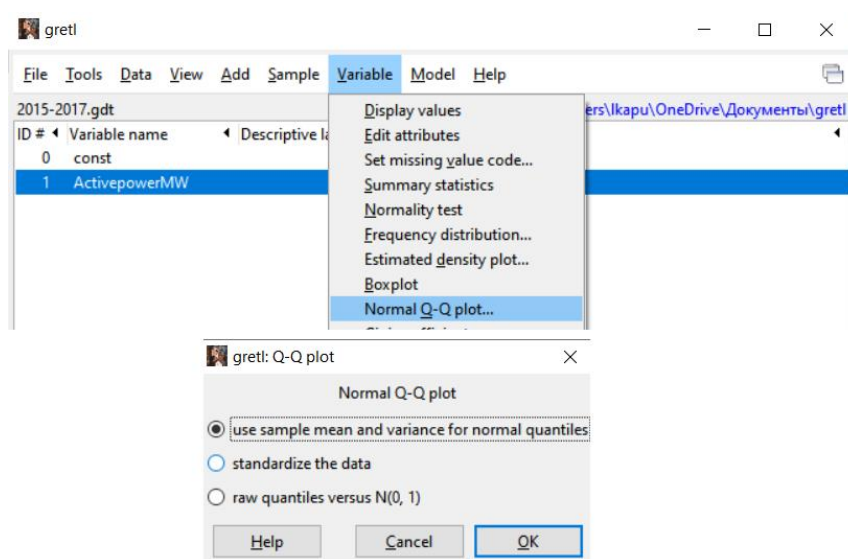 gretl
File Tools Data View Add Sample Variable Model Help
2015-2017.gdt
ers\lkapu\OneDrive\Документы\gretl
ID # Variable name Descriptive la
0 const
1 ActivepowerMW
Display values
Edit attributes
Set missing value code...
Summary statistics
Normality test
Frequency distribution...
Estimated density plot...
Boxplot
Normal Q-Q plot...
gretl: Q-Q plot
Normal Q-Q plot
use sample mean and variance for normal quantiles
standardize the data
raw quantiles versus N(0, 1)
Help Cancel OK